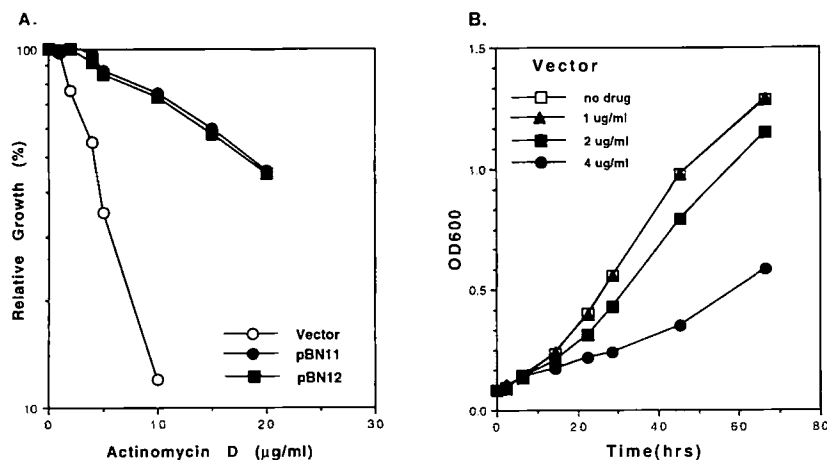 A.
100
10
Relative Growth (%)
0
10
20
30
Actinomycin D (μg/ml)
Vector
pBN11
pBN12
B.
1.5
1.0
0.5
0.0
OD600
0
20
40
60
80
Time(hrs)
Vector
no drug
1 ug/ml
2 ug/ml
4 ug/ml